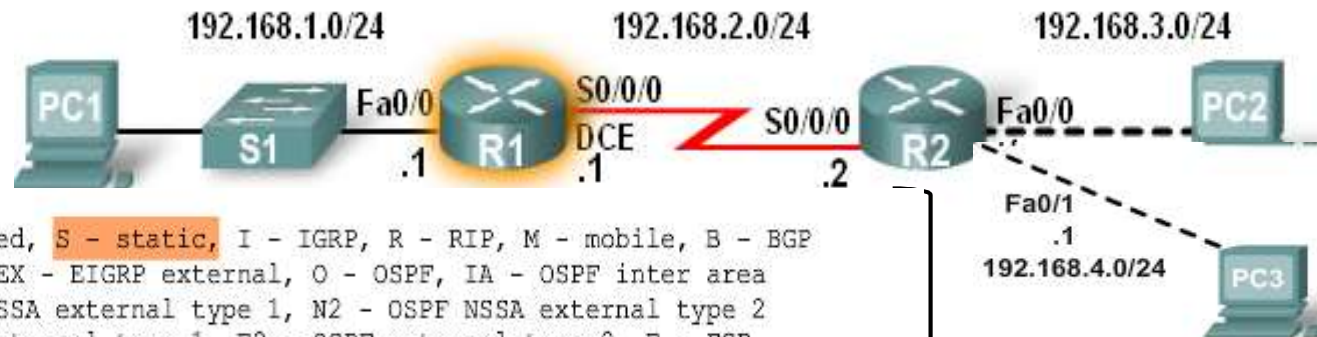 192.168.1.0/24 192.168.2.0/24 192.168.3.0/24
PC1 S1 Fa0/0 .1 R1 S0/0/0 DCE .1 S0/0/0 .2 R2 Fa0/0 PC2
Fa0/1
.1
192.168.4.0/24
PC3
ed, S - static, I - IGRP, R - RIP, M - mobile, B - BGP
EX - EIGRP external, O - OSPF, IA - OSPF inter area
SSA external type 1, N2 - OSPF NSSA external type 2